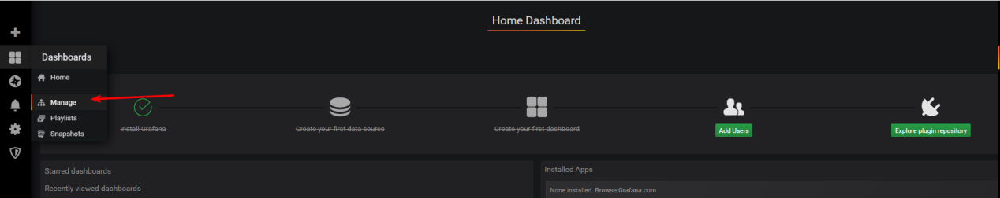 Home Dashboard
Dashboards
Home
Manage
Playlists
Snapshots
Install Grafana
Create your first data source
Create your first dashboard
Add Users
Explore plugin repository
Starred dashboards
Recently viewed dashboards
Installed Apps
None installed. Browse Grafana.com